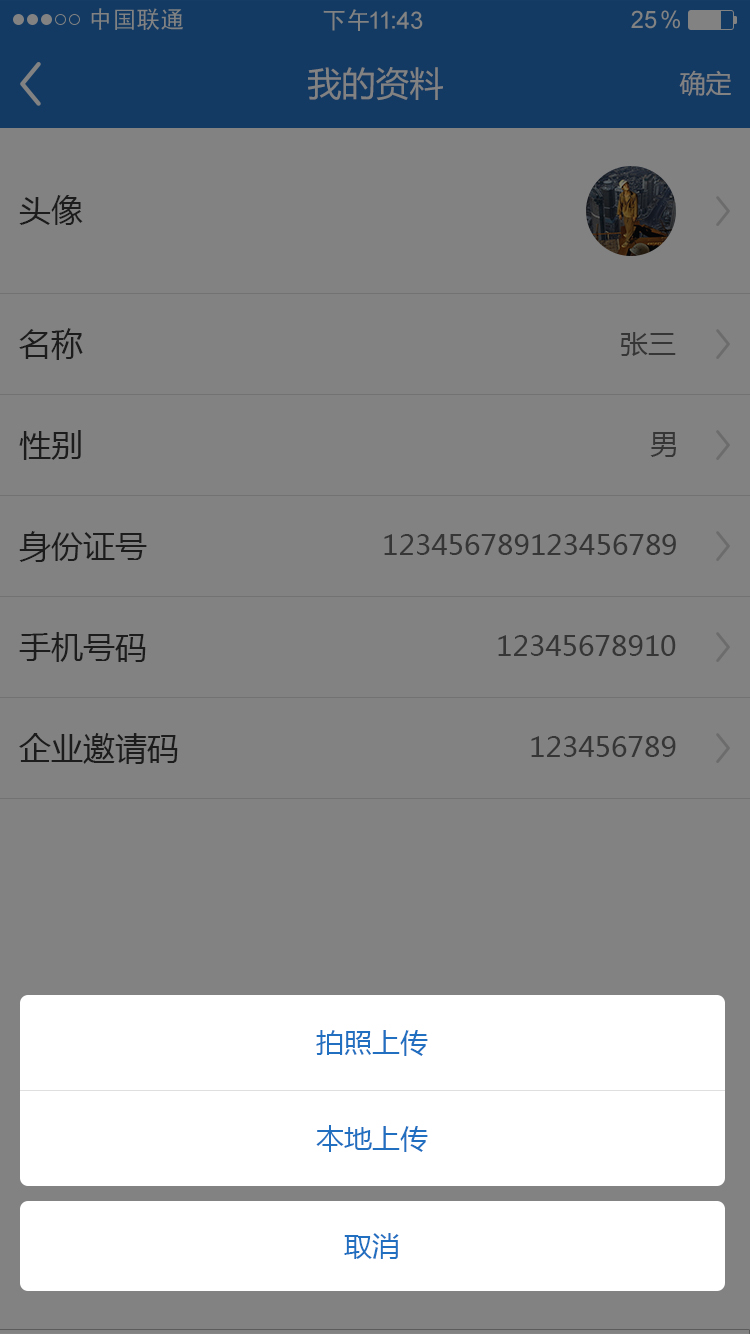 中国联通 下午11:43 25%
我的资料 确定
头像
名称 张三
性别 男
身份证号 123456789123456789
手机号码 12345678910
企业邀请码 123456789
拍照上传
本地上传
取消